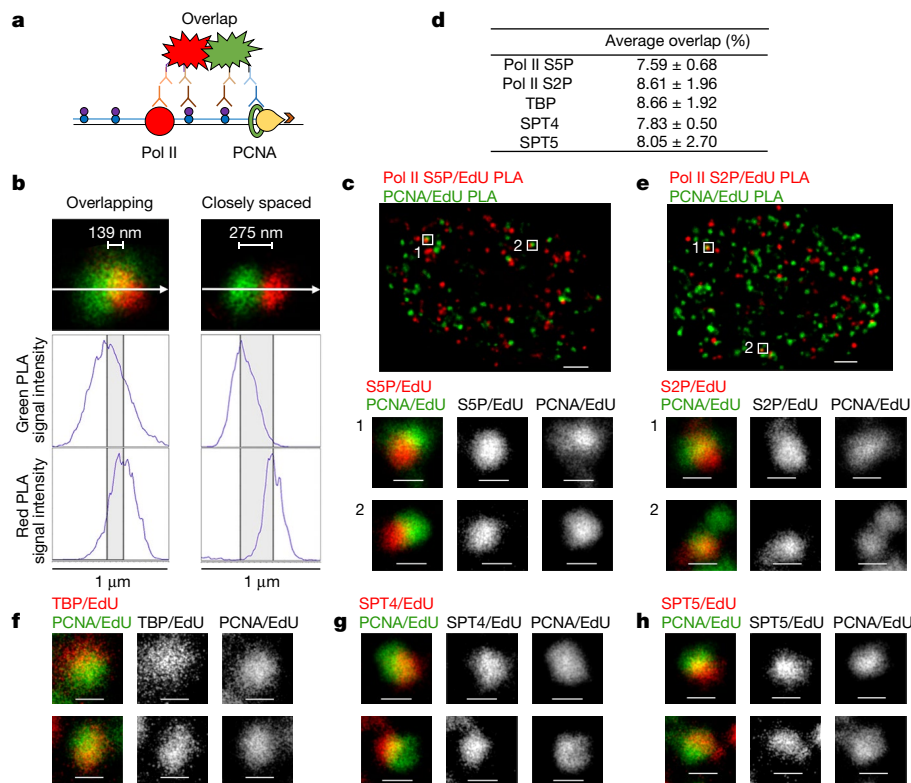 a
Overlap
Pol II
PCNA
d
Average overlap (%)
Pol II S5P 7.59 ± 0.68
Pol II S2P 8.61 ± 1.96
TBP 8.66 ± 1.92
SPT4 7.83 ± 0.50
SPT5 8.05 ± 2.70
b
Overlapping
Closely spaced
139 nm
275 nm
Green PLA
signal intensity
Red PLA
signal intensity
1 μm
1 μm
c
Pol II S5P/EdU PLA
PCNA/EdU PLA
1
2
S5P/EdU
PCNA/EdU S5P/EdU PCNA/EdU
1
2
e
Pol II S2P/EdU PLA
PCNA/EdU PLA
1
2
S2P/EdU
PCNA/EdU S2P/EdU PCNA/EdU
1
2
f
TBP/EdU
PCNA/EdU TBP/EdU PCNA/EdU
g
SPT4/EdU
PCNA/EdU SPT4/EdU PCNA/EdU
h
SPT5/EdU
PCNA/EdU SPT5/EdU PCNA/EdU